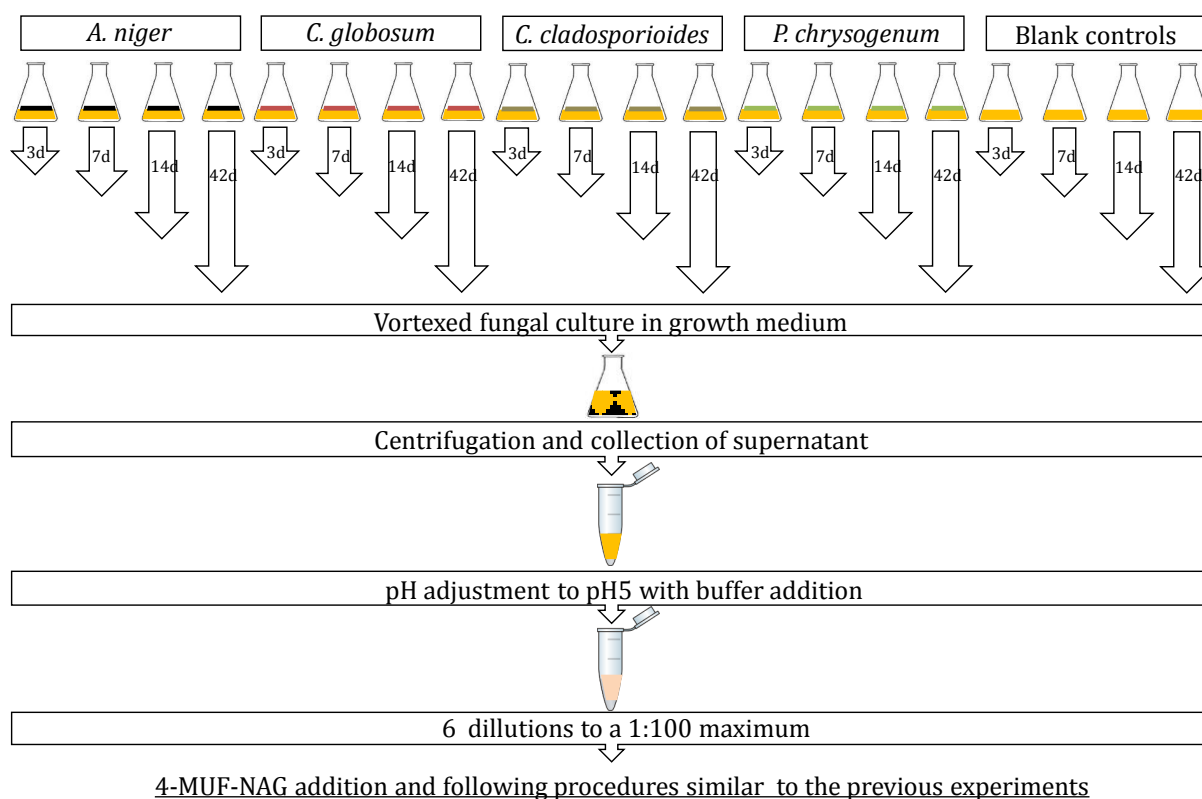 A. niger C. globosum C. cladosporioides P. chrysogenum Blank controls
3d 7d 14d 42d 3d 7d 14d 42d 3d 7d 14d 42d 3d 7d 14d 42d 3d 7d 14d 42d
Vortexed fungal culture in growth medium
Centrifugation and collection of supernatant
pH adjustment to pH5 with buffer addition
6 dillutions to a 1:100 maximum
4-MUF-NAG addition and following procedures similar to the previous experiments